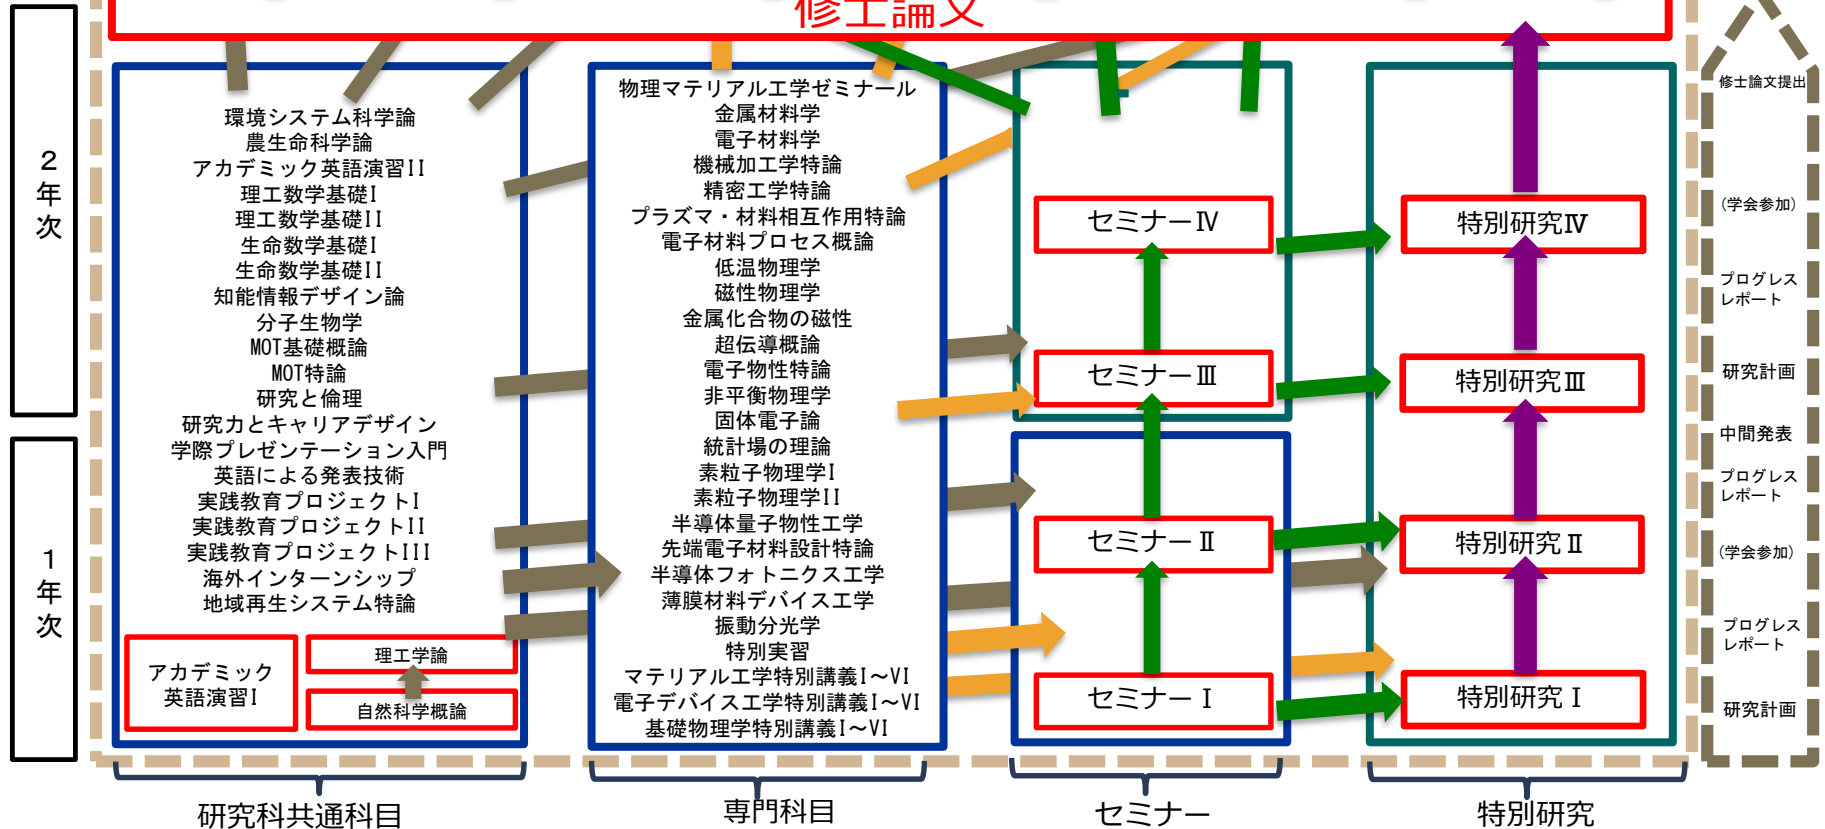 修士論文
2年次
1年次
環境システム科学論
農生命科学論
アカデミック英語演習II
理工数学基礎I
理工数学基礎II
生命数学基礎I
生命数学基礎II
知能情報デザイン論
分子生物学
MOT基礎概論
MOT特論
研究と倫理
研究力とキャリアデザイン
学際プレゼンテーション入門
英語による発表技術
実践教育プロジェクトI
実践教育プロジェクトII
実践教育プロジェクトIII
海外インターンシップ
地域再生システム特論
アカデミック
英語演習I
理工学論
自然科学概論
研究科共通科目
物理マテリアル工学ゼミナール
金属材料学
電子材料学
機械加工学特論
精密工学特論
プラズマ・材料相互作用特論
電子材料プロセス概論
低温物理学
磁性物理学
金属化合物の磁性
超伝導概論
電子物性特論
非平衡物理学
固体電子論
統計場の理論
素粒子物理学I
素粒子物理学II
半導体量子物性工学
先端電子材料設計特論
半導体フォトニクス工学
薄膜材料デバイス工学
振動分光学
特別実習
マテリアル工学特別講義I～VI
電子デバイス工学特別講義I～VI
基礎物理学特別講義I～VI
専門科目
セミナーⅣ
セミナーⅢ
セミナーⅡ
セミナーⅠ
セミナー
特別研究Ⅳ
特別研究Ⅲ
特別研究Ⅱ
特別研究Ⅰ
特別研究
修士論文提出
(学会参加)
プログレス
レポート
研究計画
中間発表
プログレス
レポート
(学会参加)
プログレス
レポート
研究計画